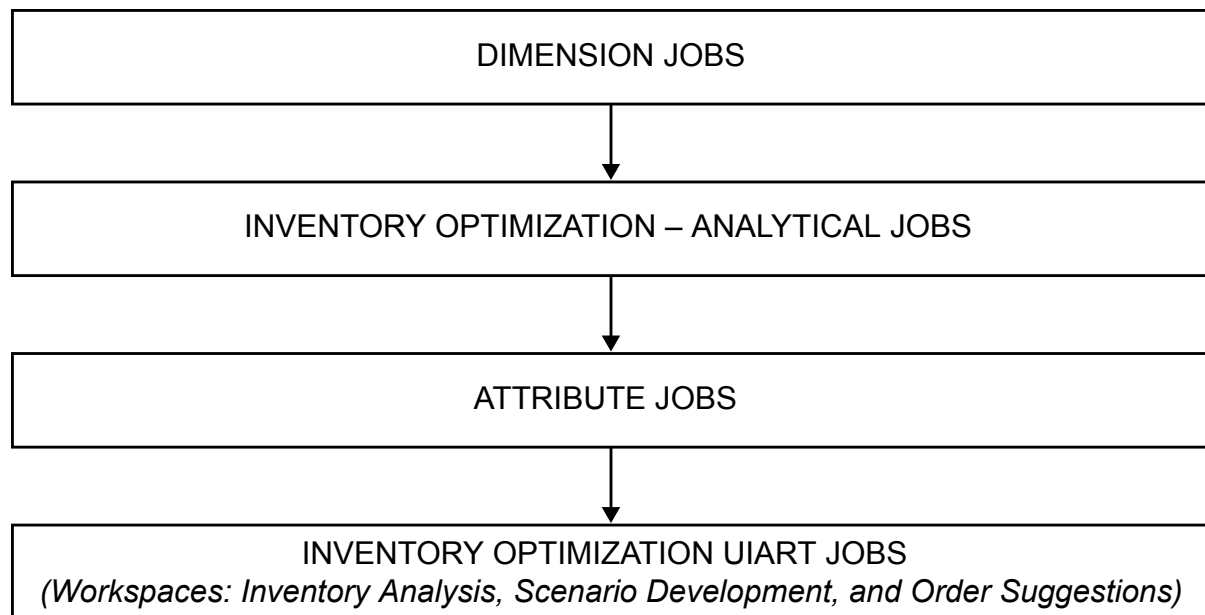 DIMENSION JOBS
INVENTORY OPTIMIZATION – ANALYTICAL JOBS
ATTRIBUTE JOBS
INVENTORY OPTIMIZATION UIART JOBS
(Workspaces: Inventory Analysis, Scenario Development, and Order Suggestions)